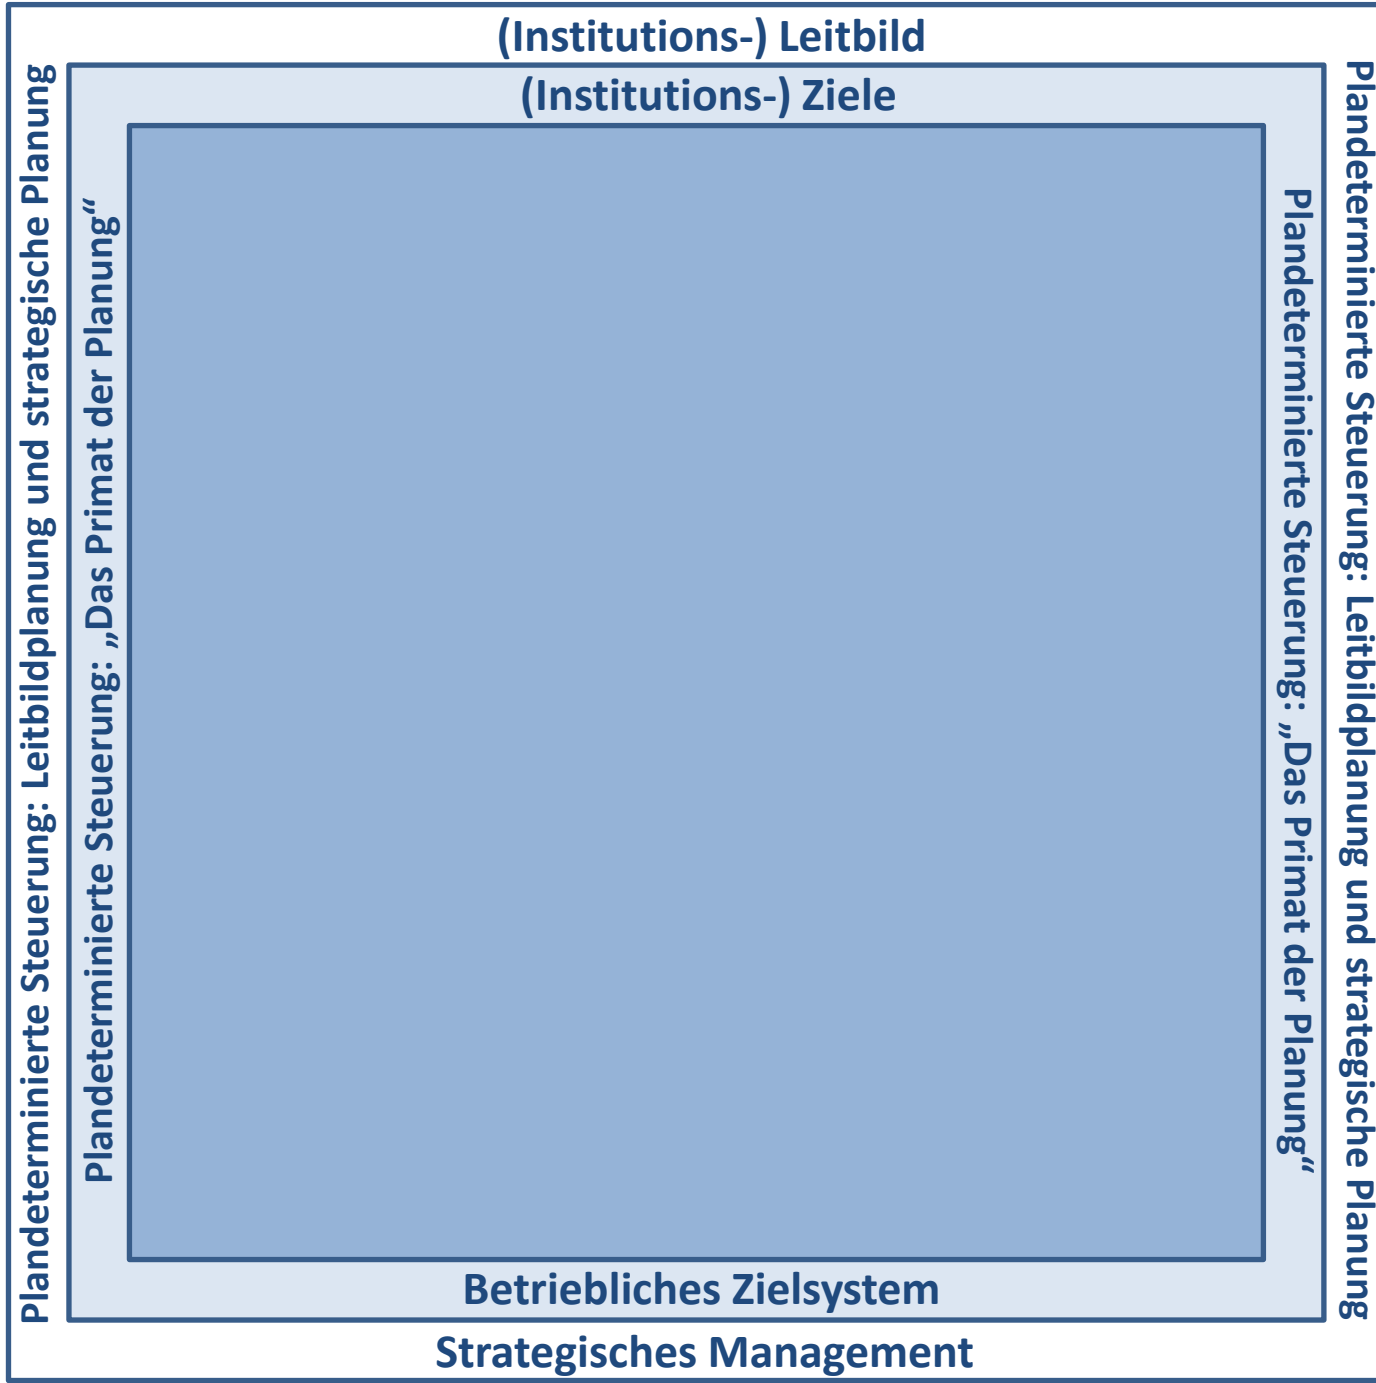 (Institutions-) Leitbild
(Institutions-) Ziele
Plandeterminierte Steuerung: Leitbildplanung und strategische Planung
Plandeterminierte Steuerung: „Das Primat der Planung“
Plandeterminierte Steuerung: „Das Primat der Planung“
Plandeterminierte Steuerung: Leitbildplanung und strategische Planung
Betriebliches Zielsystem
Strategisches Management